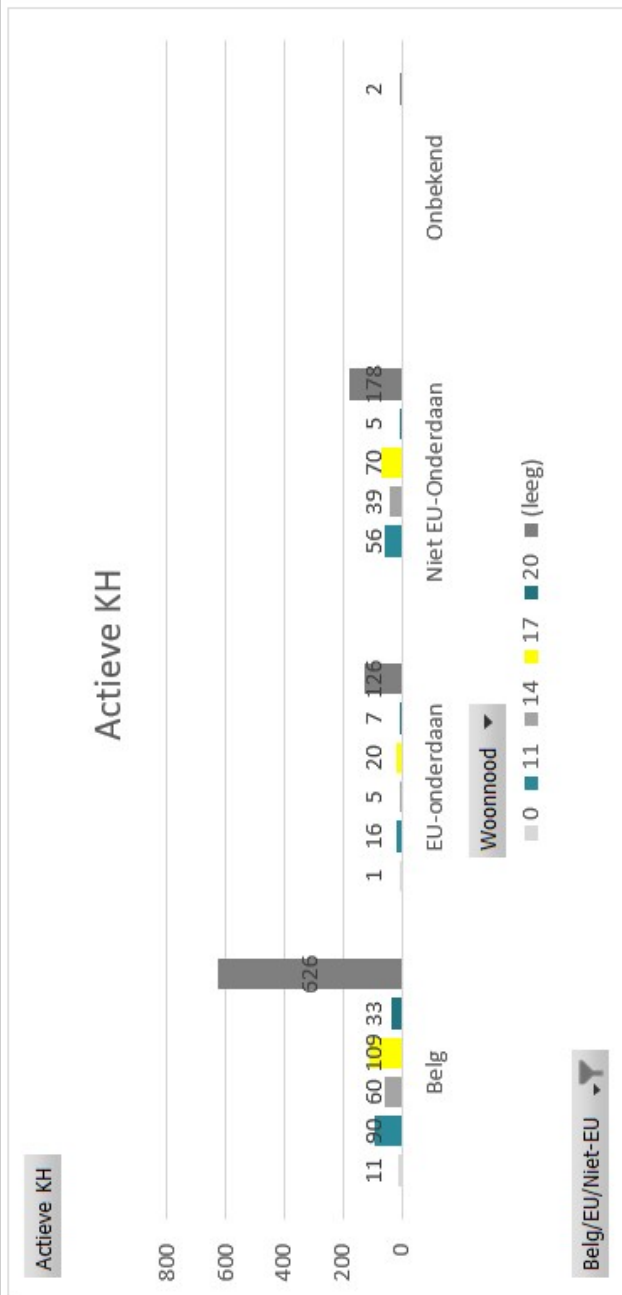 Actieve KH
Actieve KH
800
600
400
200
0
11 90 60 109 33 626
1 16 5 20 7 126
56 39 70 5 178
2
Belg EU-onderdaan Niet EU-Onderdaan Onbekend
Woonnood
0 11 14 17 20 (leeg)
Belg/EU/Niet-EU